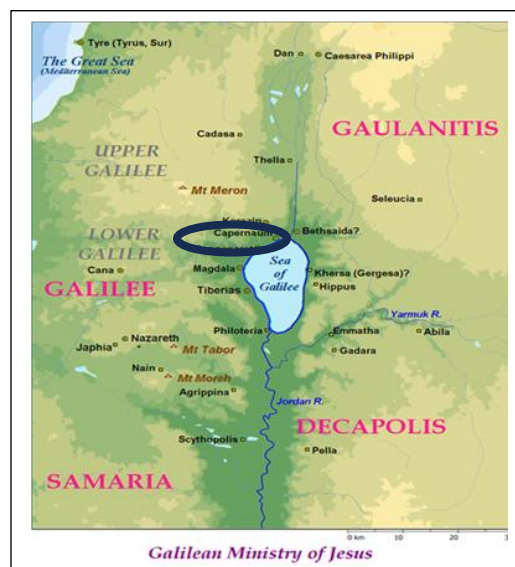 Tyre (Tyrus, Sur)
The Great Sea
(Mediterranean Sea)
Dan
Caesarea Philippi
Cadasa
GAULANITIS
UPPER
GALILEE
Thella
Mt Meron
Seleucia
Korazin
Capernaum
Bethsaida?
LOWER
GALILEE
Sea
of
Galilee
Cana
Magdala
Khersa (Gergesa)?
GALILEE
Tiberias
Hippus
Yarmuk R.
Philoteria
Emmatha
Abila
Nazareth
Japhia
Mt Tabor
Gadara
Nain
Mt Moreh
Agrippina
Jordan R.
DECAPOLIS
Scythopolis
Pella
SAMARIA
0 km 10 20
Galilean Ministry of Jesus